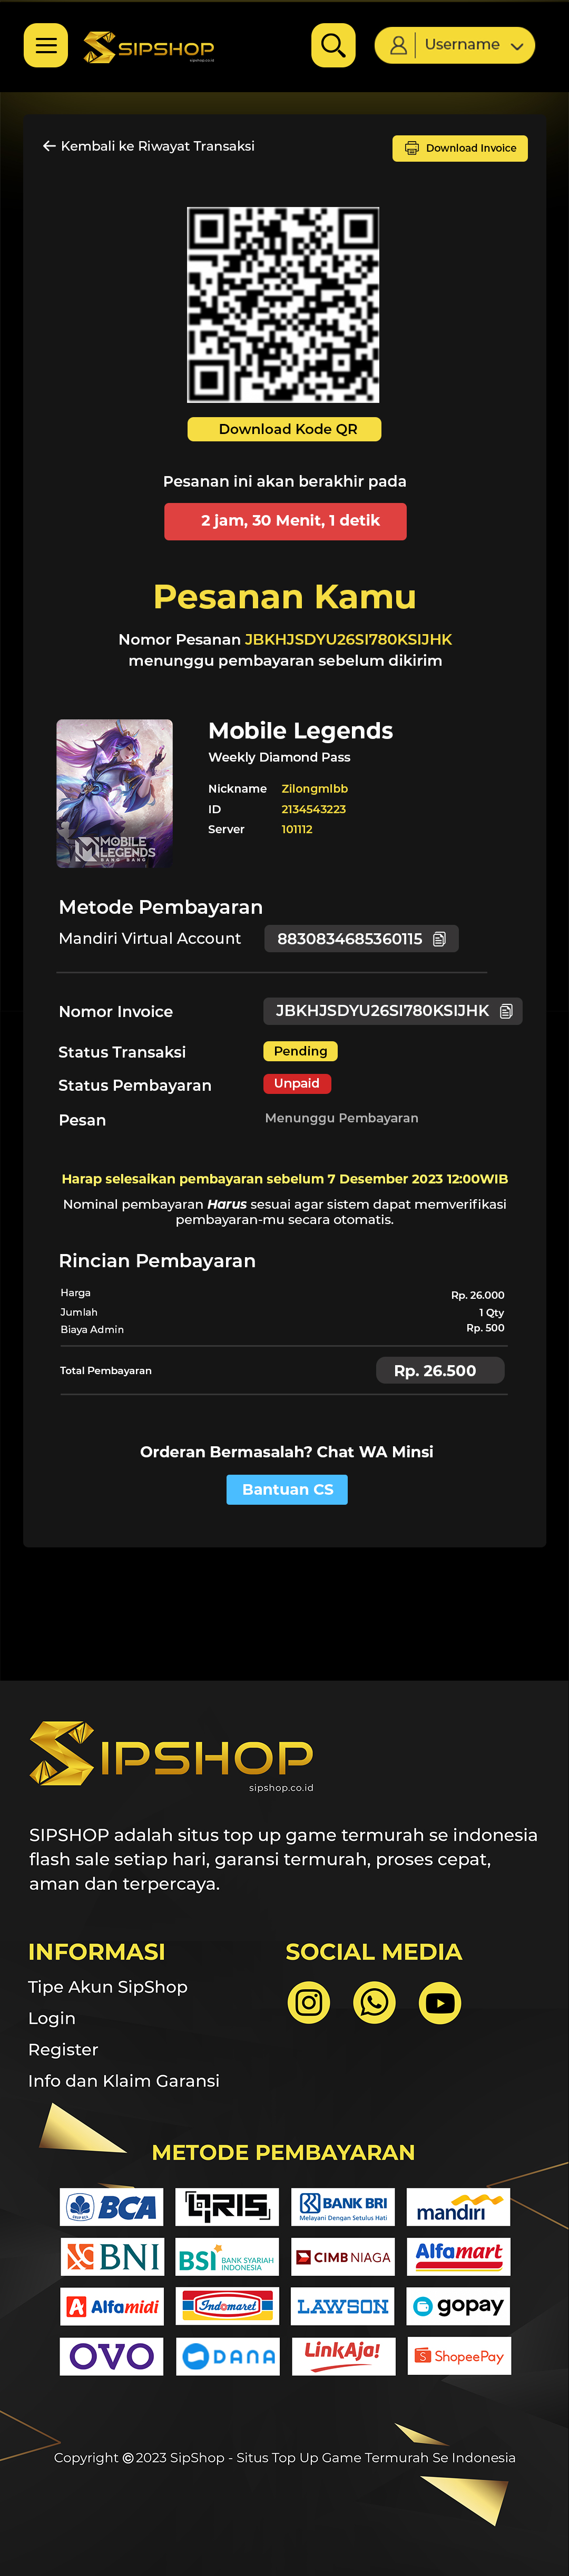 SIPSHOP
sipshop.co.id
Username
Kembali ke Riwayat Transaksi
Download Invoice
Download Kode QR
Pesanan ini akan berakhir pada
2 jam, 30 Menit, 1 detik
Pesanan Kamu
Nomor Pesanan JBKHJSDYU26SI780KSIJHK
menunggu pembayaran sebelum dikirim
MOBILE
LEGENDS
BANG BANG
Mobile Legends
Weekly Diamond Pass
Nickname Zilongmlbb
ID 2134543223
Server 101112
Metode Pembayaran
Mandiri Virtual Account 8830834685360115
Nomor Invoice JBKHJSDYU26SI780KSIJHK
Status Transaksi Pending
Status Pembayaran Unpaid
Pesan Menunggu Pembayaran
Harap selesaikan pembayaran sebelum 7 Desember 2023 12:00WIB
Nominal pembayaran Harus sesuai agar sistem dapat memverifikasi
pembayaran-mu secara otomatis.
Rincian Pembayaran
Harga Rp. 26.000
Jumlah 1 Qty
Biaya Admin Rp. 500
Total Pembayaran Rp. 26.500
Orderan Bermasalah? Chat WA Minsi
Bantuan CS
SIPSHOP
sipshop.co.id
SIPSHOP adalah situs top up game termurah se indonesia
flash sale setiap hari, garansi termurah, proses cepat,
aman dan terpercaya.
INFORMASI
SOCIAL MEDIA
Tipe Akun SipShop
Login
Register
Info dan Klaim Garansi
METODE PEMBAYARAN
BCA QRIS BANK BRI mandiri
Melayani Dengan Setulus Hati
BNI BSI BANK SYARIAH INDONESIA CIMB NIAGA Alfamart
Alfamidi Indomaret LAWSON gopay
OVO DANA LinkAja! ShopeePay
Copyright © 2023 SipShop - Situs Top Up Game Termurah Se Indonesia